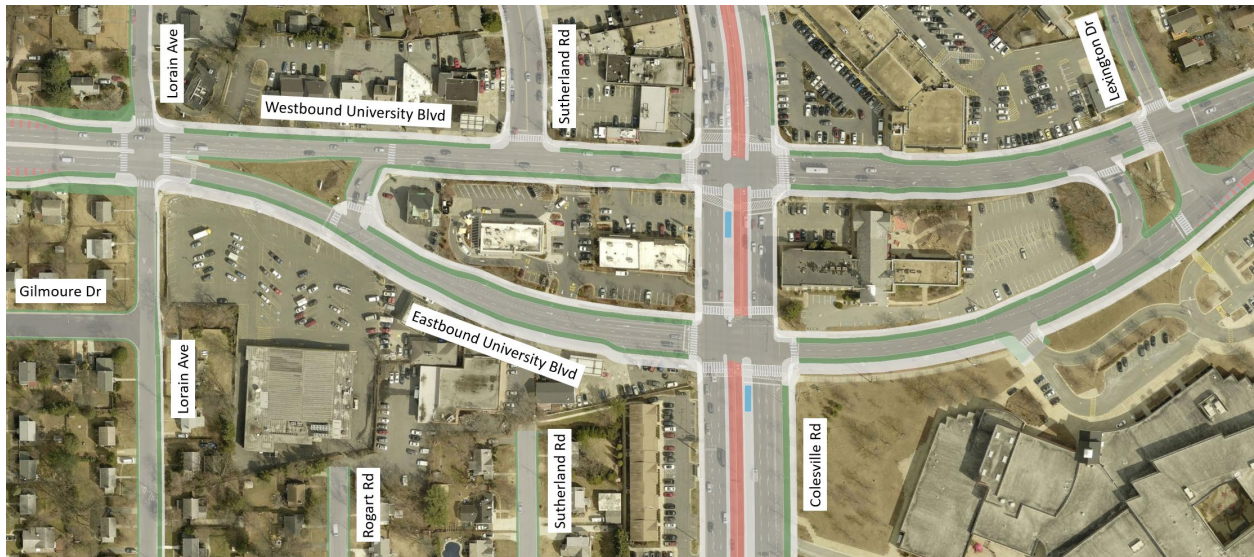 Lorain Ave
Westbound University Blvd
Sutherland Rd
Lexington Dr
Gilmoure Dr
Eastbound University Blvd
Lorain Ave
Rogart Rd
Sutherland Rd
Colesville Rd